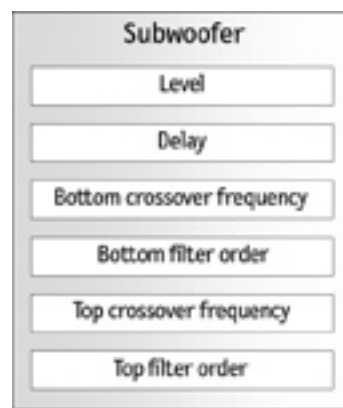 Subwoofer
Level
Delay
Bottom crossover frequency
Bottom filter order
Top crossover frequency
Top filter order